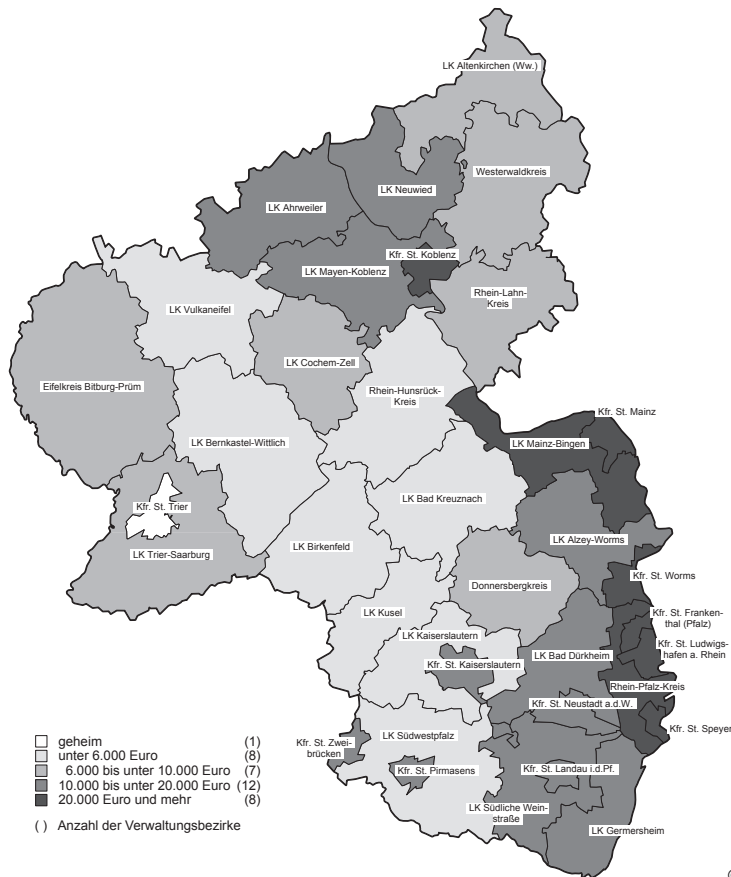 LK Altenkirchen (Ww.)
Westerwaldkreis
LK Neuwied
LK Ahrweiler
Kfr. St. Koblenz
LK Mayen-Koblenz
Rhein-Lahn-
Kreis
LK Vulkaneifel
LK Cochem-Zell
Eifelkreis Bitburg-Prüm
Rhein-Hunsrück-
Kreis
Kfr. St. Mainz
LK Mainz-Bingen
LK Bernkastel-Wittlich
LK Bad Kreuznach
Kfr. St. Trier
LK Alzey-Worms
LK Birkenfeld
LK Trier-Saarburg
Kfr. St. Worms
Donnersbergkreis
LK Kusel
Kfr. St. Franken-
thal (Pfalz)
LK Kaiserslautern
Kfr. St. Ludwigs-
hafen a. Rhein
LK Bad Dürkheim
Kfr. St. Kaiserslautern
Rhein-Pfalz-Kreis
Kfr. St. Neustadt a.d.W.
Kfr. St. Speyer
LK Südwestpfalz
Kfr. St. Zwei-
brücken
Kfr. St. Pirmasens
Kfr. St. Landau i.d.Pf.
LK Südliche Wein-
straße
LK Germersheim
geheim (1)
unter 6.000 Euro (8)
6.000 bis unter 10.000 Euro (7)
10.000 bis unter 20.000 Euro (12)
20.000 Euro und mehr (8)
( ) Anzahl der Verwaltungsbezirke